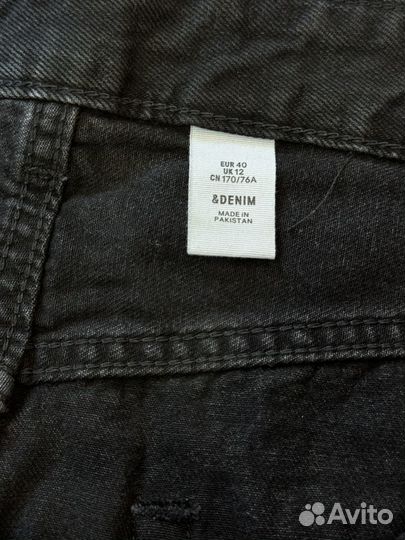 EUR 40
UK 12
CN 170/76A
&DENIM
MADE IN
PAKISTAN
Avito